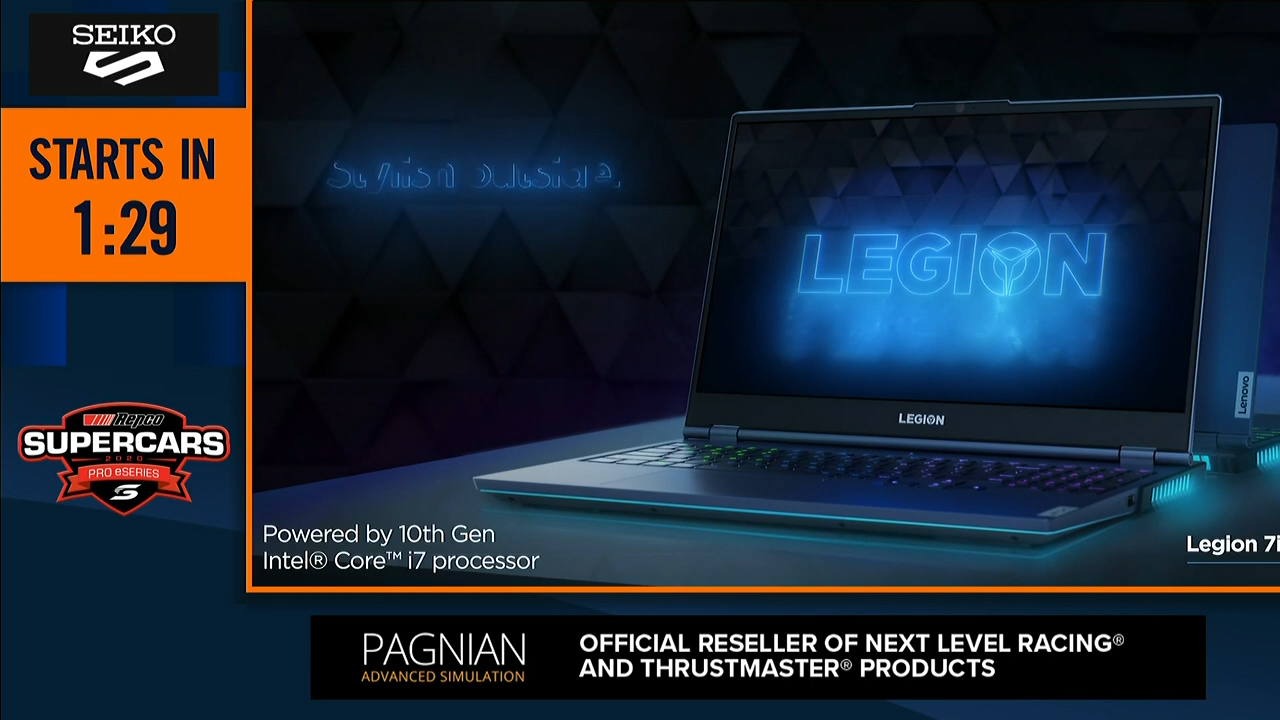 SEIKO
STARTS IN
1:29
Repco
SUPERCARS
2020
PRO eSERIES
LEGION
LEGION
Lenovo
Powered by 10th Gen
Intel® Core™ i7 processor
Legion 7i
PAGNIAN
ADVANCED SIMULATION
OFFICIAL RESELLER OF NEXT LEVEL RACING®
AND THRUSTMASTER® PRODUCTS